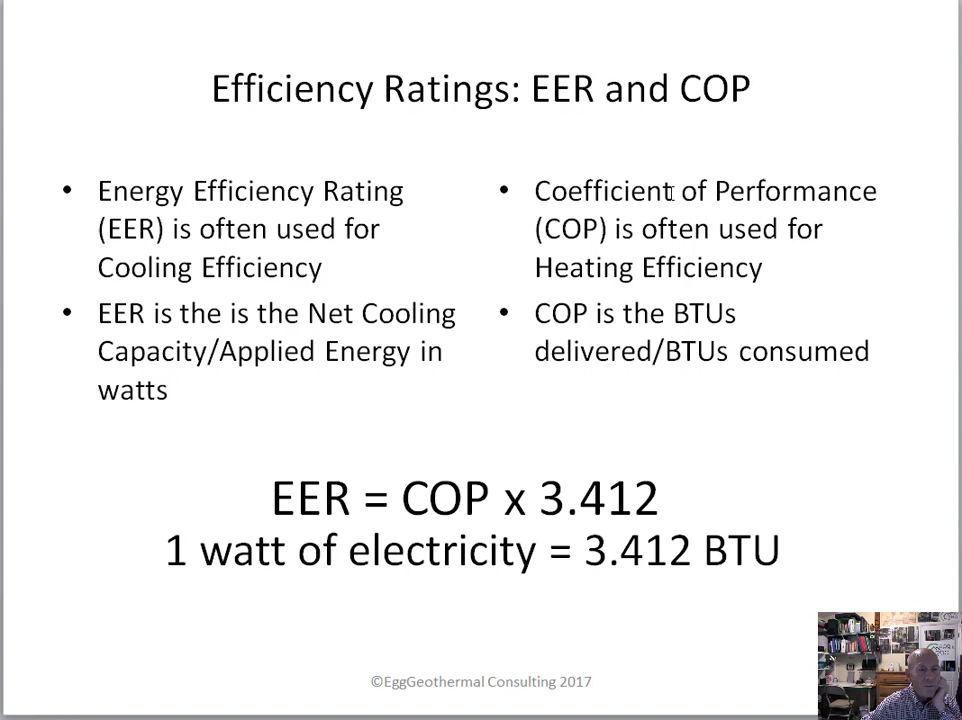 Efficiency Ratings: EER and COP
• Energy Efficiency Rating
(EER) is often used for
Cooling Efficiency
• EER is the is the Net Cooling
Capacity/Applied Energy in
watts
• Coefficient of Performance
(COP) is often used for
Heating Efficiency
• COP is the BTUs
delivered/BTUs consumed
EER = COP x 3.412
1 watt of electricity = 3.412 BTU
©EggGeothermal Consulting 2017